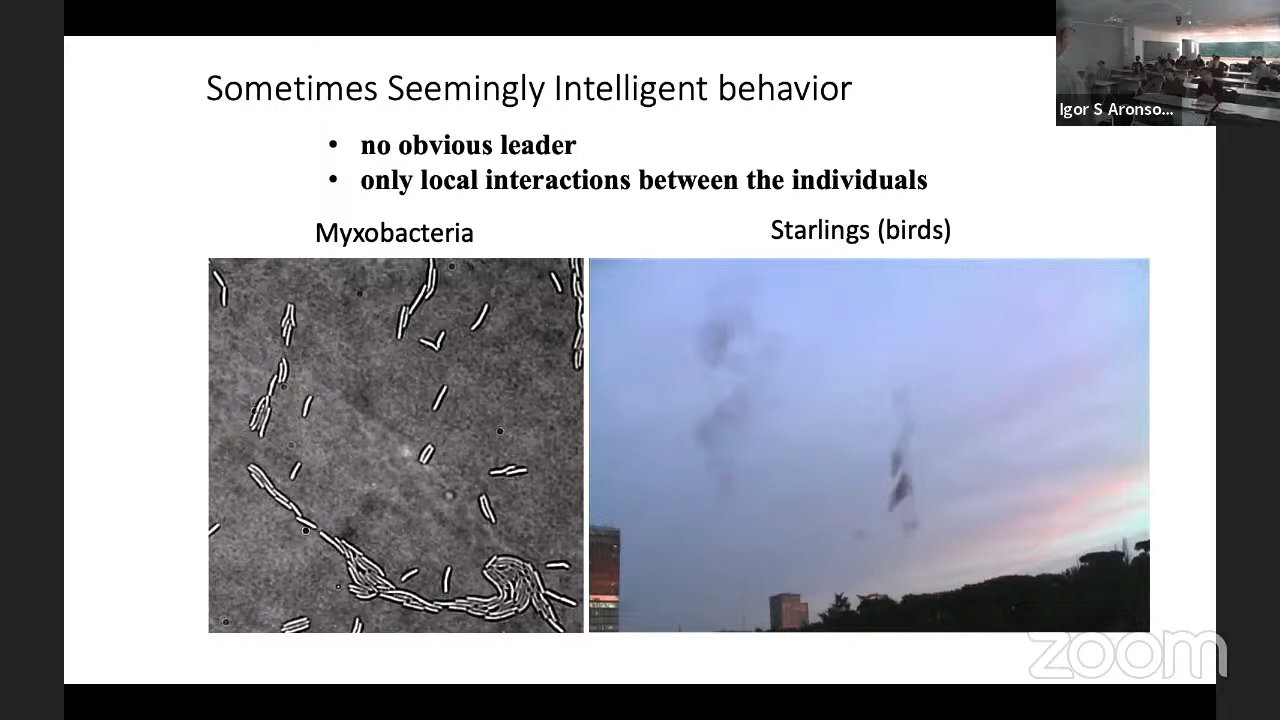 Sometimes Seemingly Intelligent behavior
• no obvious leader
• only local interactions between the individuals
Myxobacteria
Starlings (birds)
Igor S Aronso...
zoom